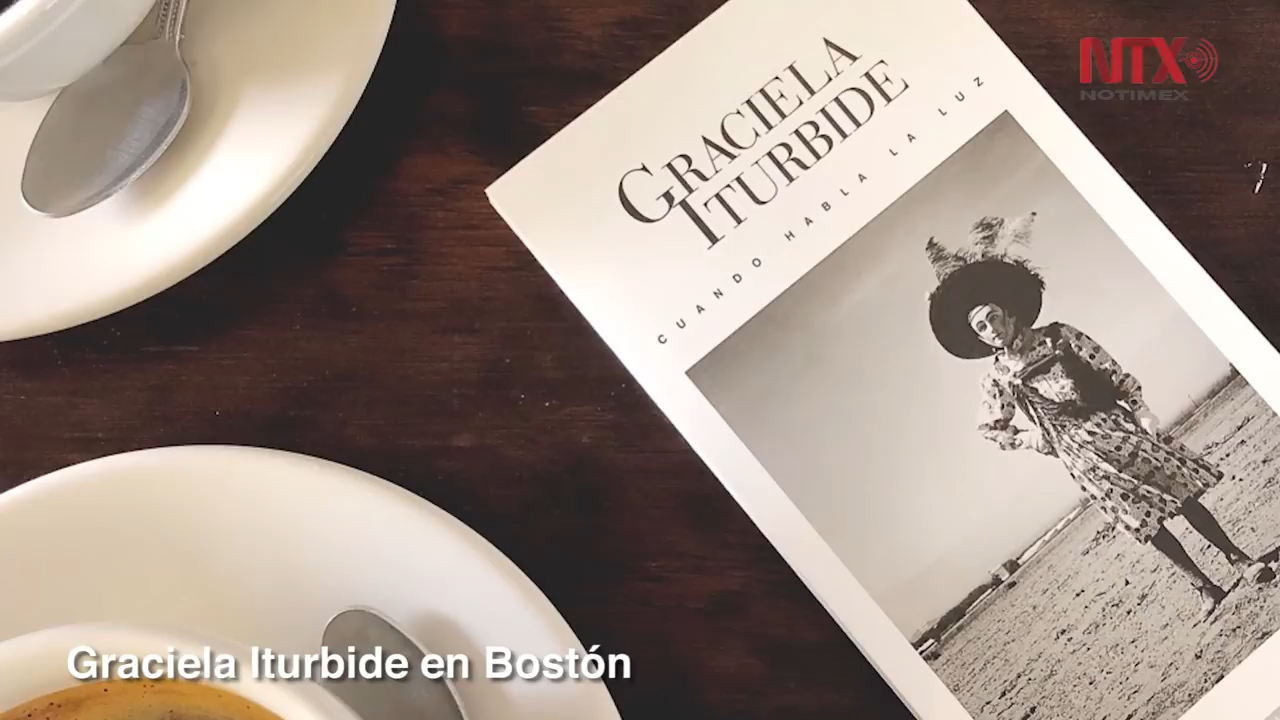 GRACIELA
ITURBIDE
CUANDO HABLA LA LUZ
NTX
NOTIMEX
Graciela Iturbide en Bostón